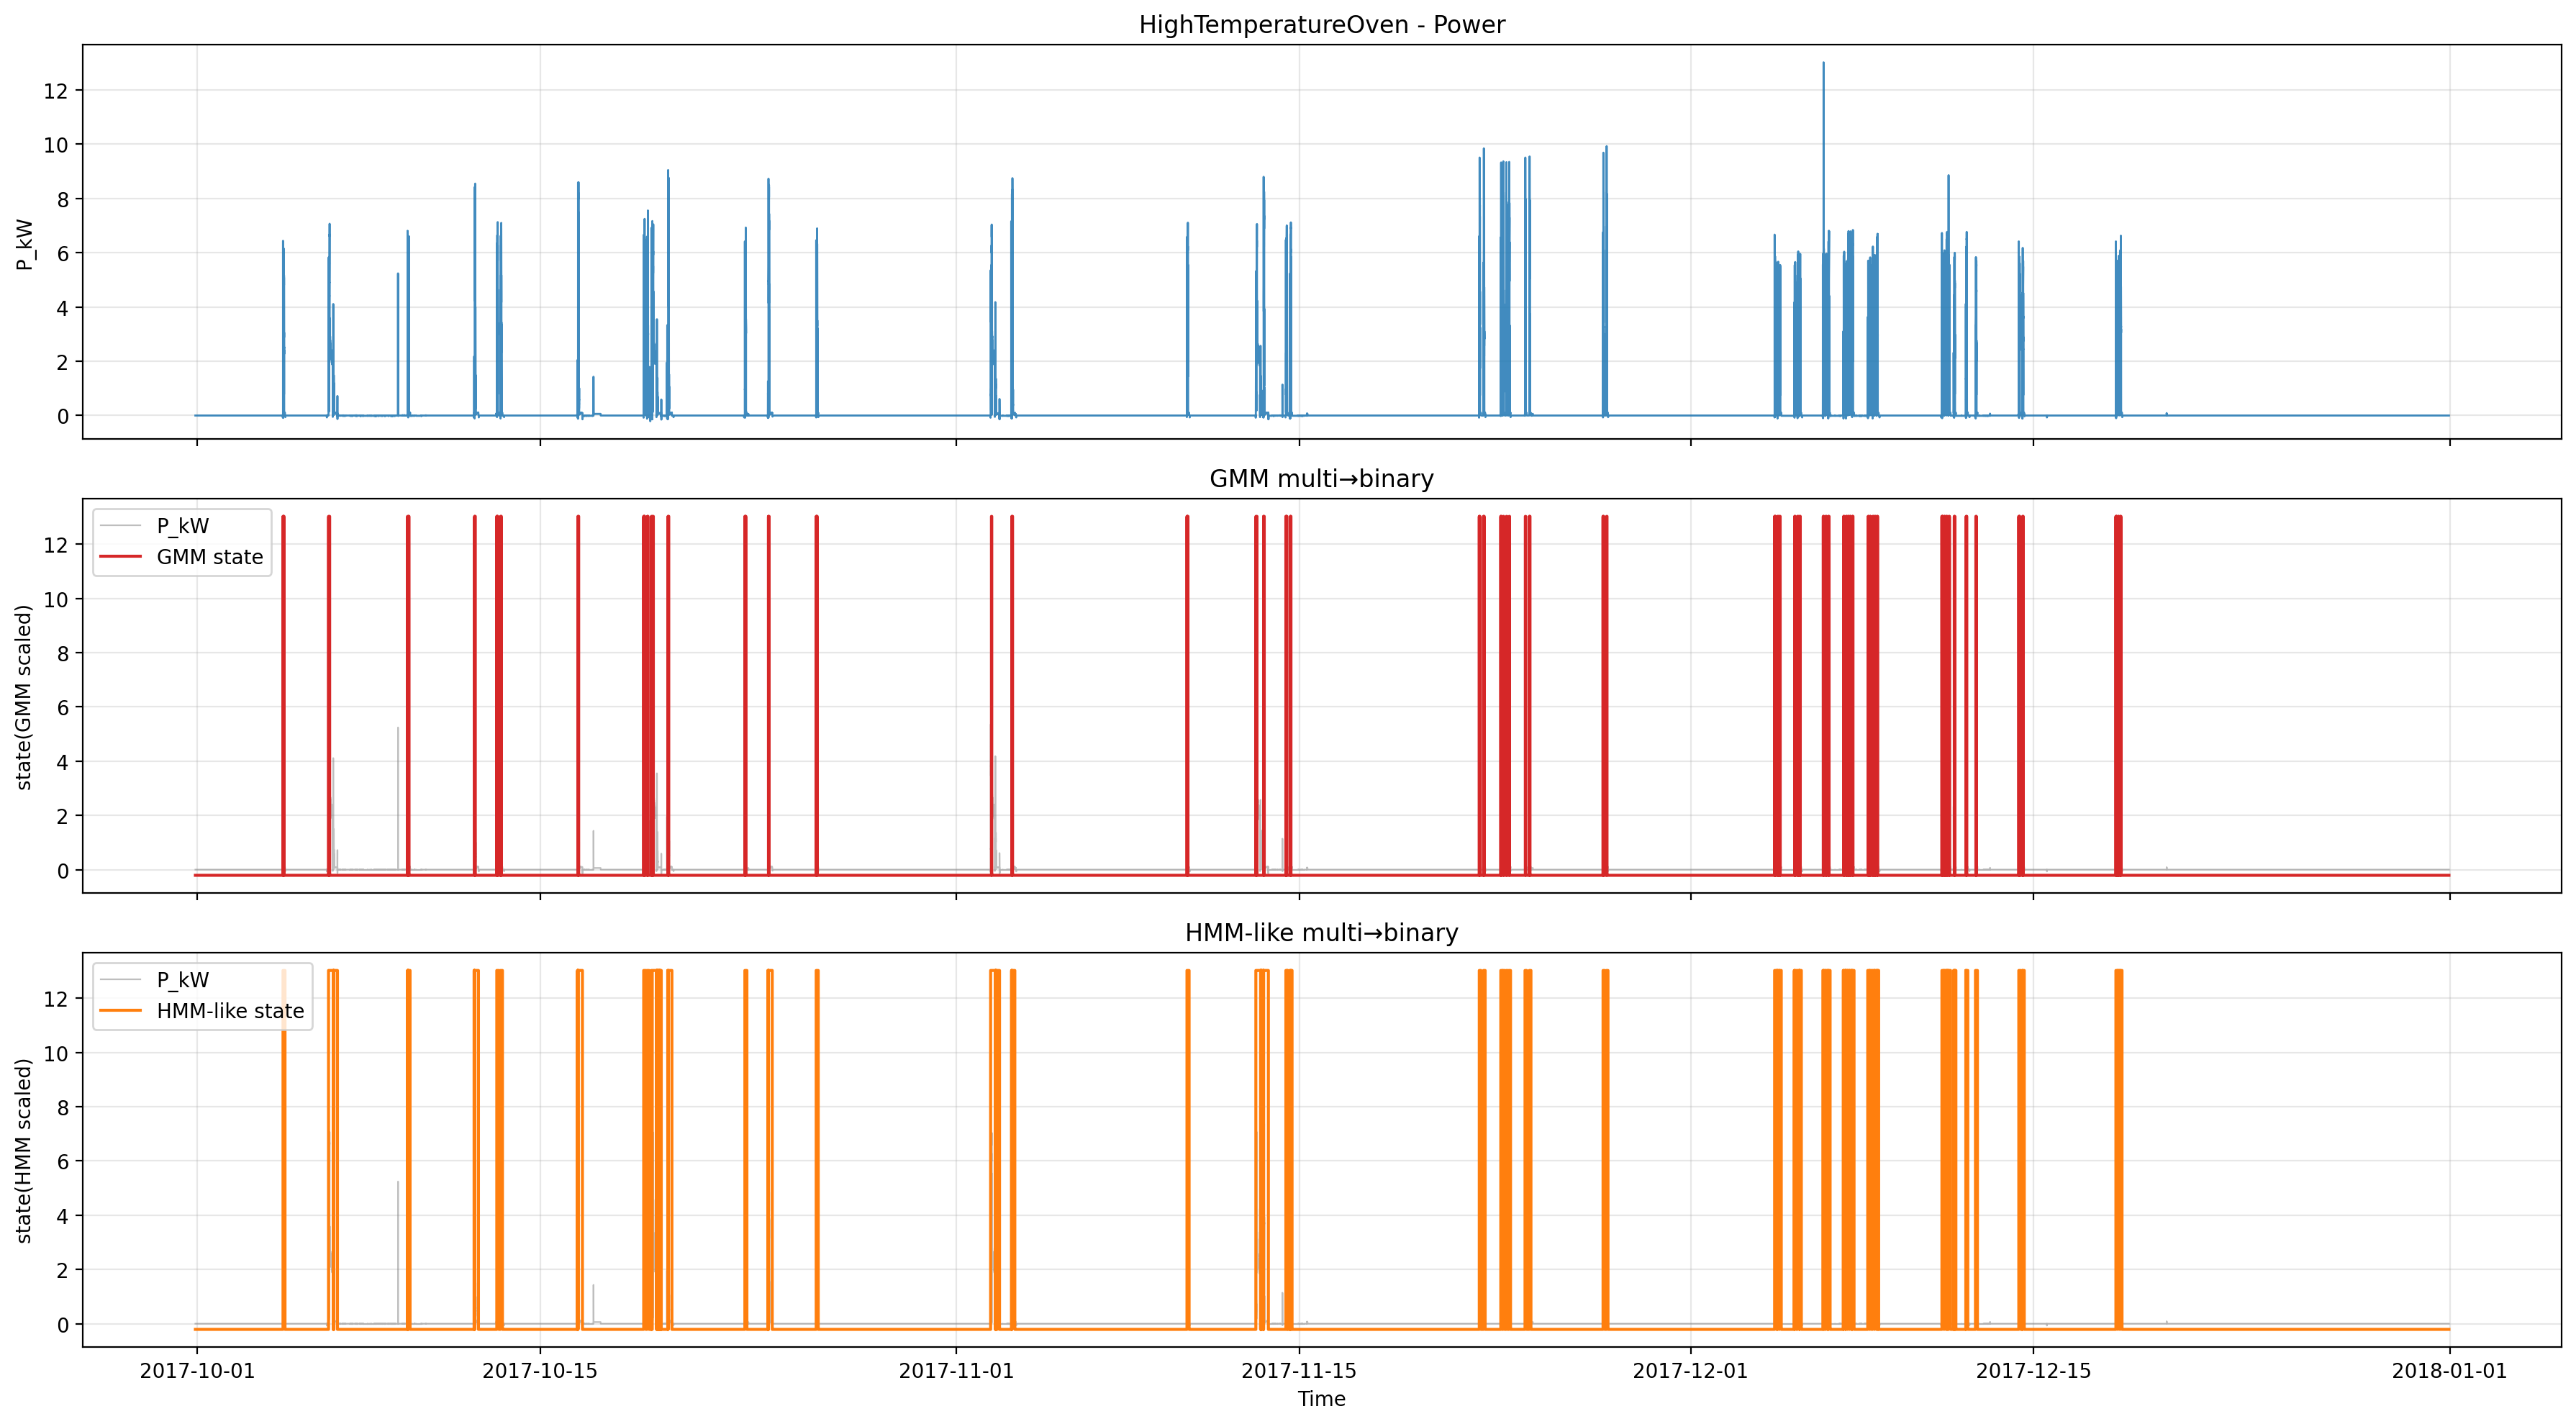 HighTemperatureOven - Power
12
10
8
6
4
2
0
P_kW
GMM multi→binary
P_kW
GMM state
12
10
8
6
4
2
0
state(GMM scaled)
HMM-like multi→binary
P_kW
HMM-like state
12
10
8
6
4
2
0
state(HMM scaled)
2017-10-01 2017-10-15 2017-11-01 2017-11-15 2017-12-01 2017-12-15 2018-01-01
Time